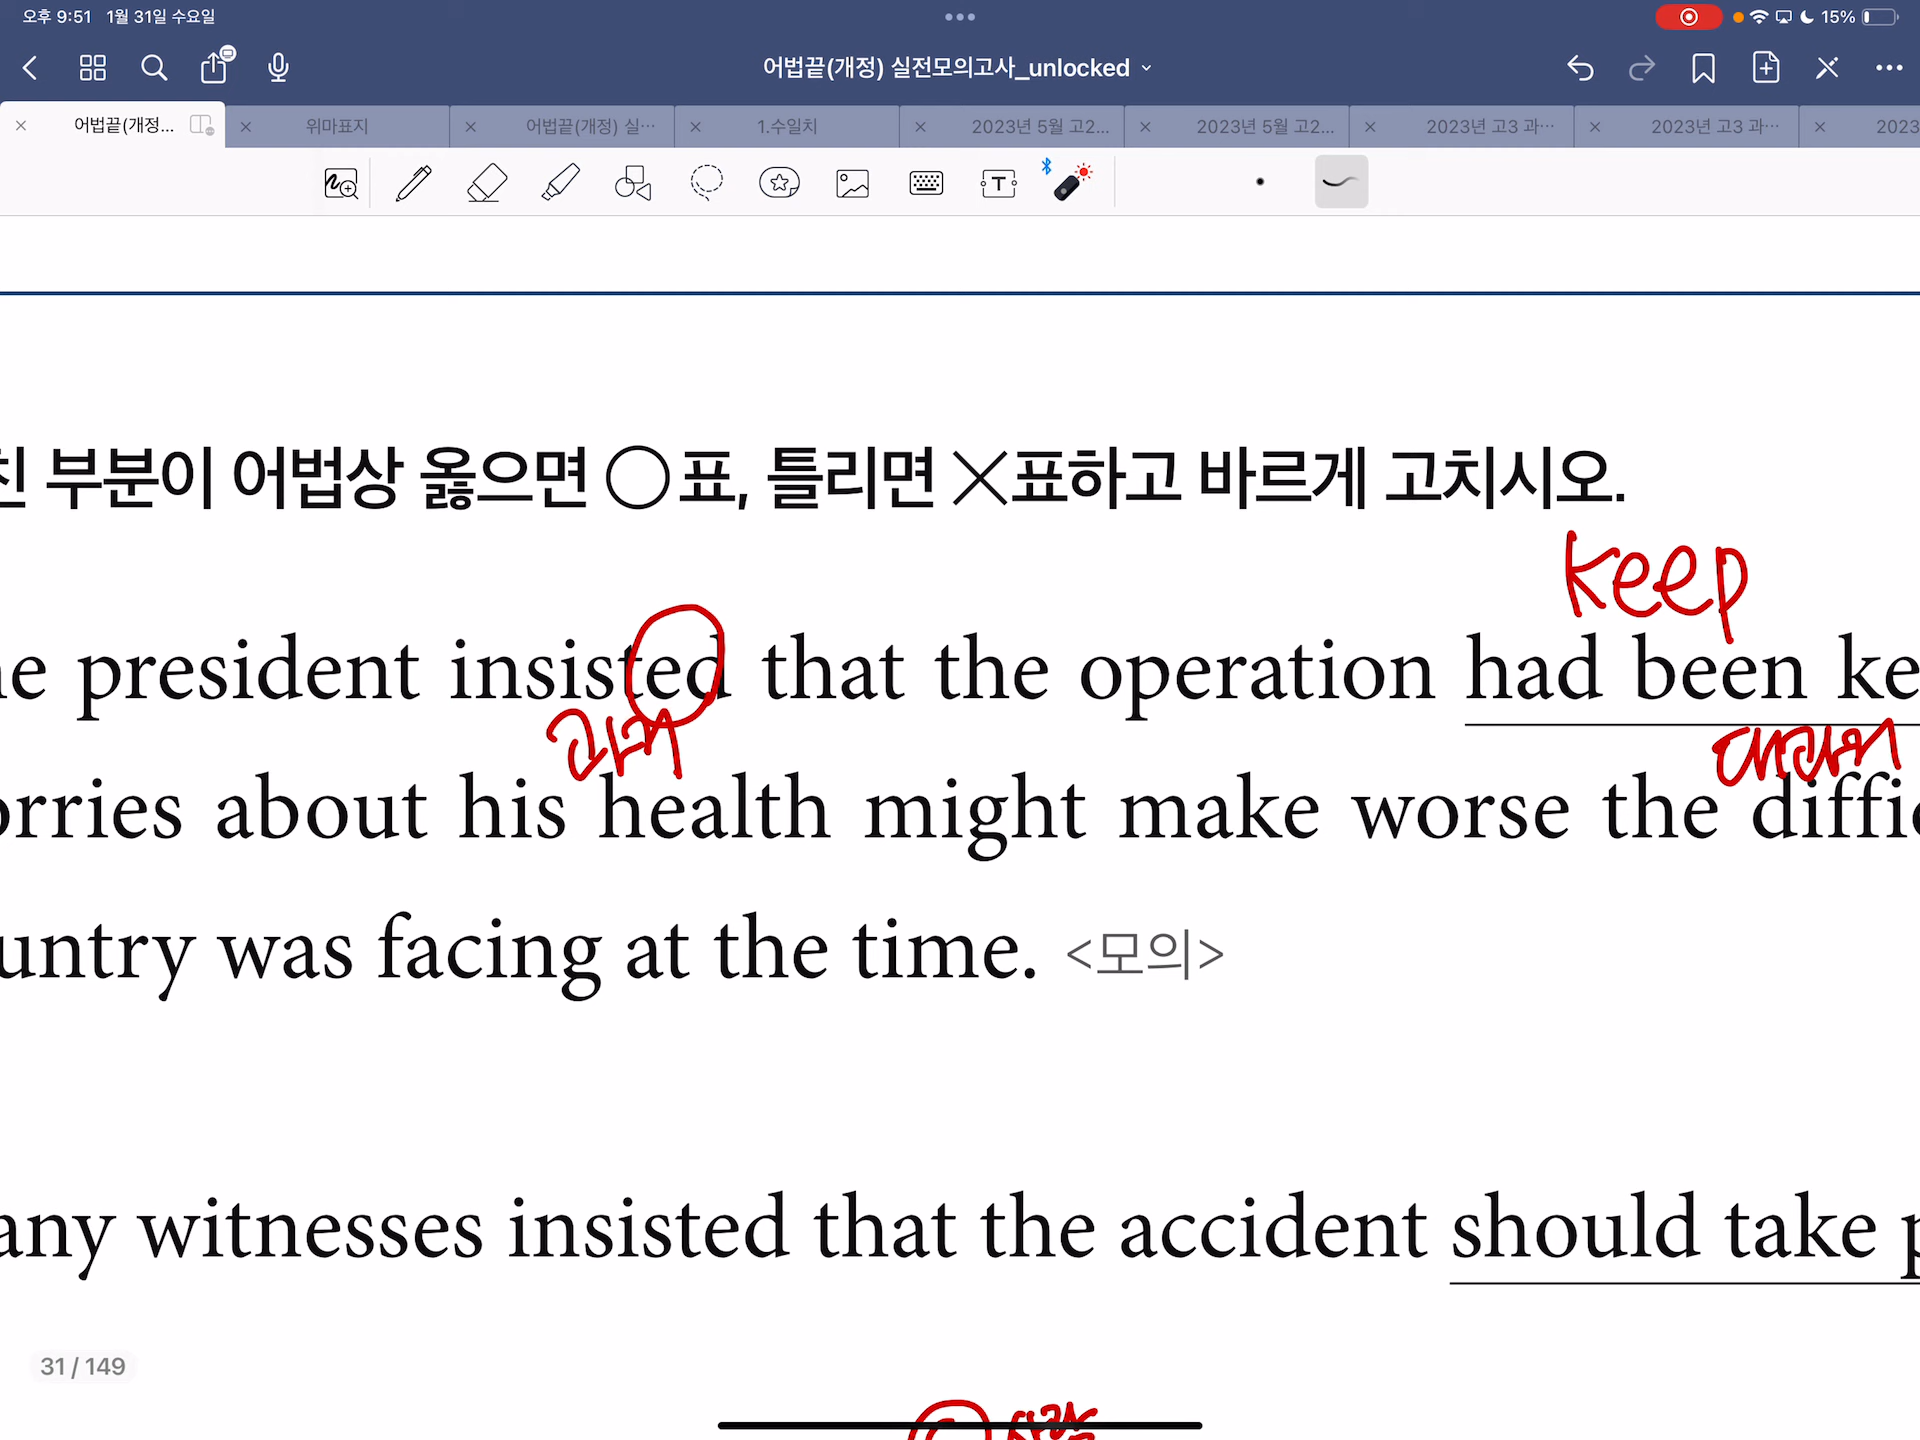 오후 9:51 1월 31일 수요일
15%
어법끝(개정) 실전모의고사_unlocked
어법끝(개정... 위마표지 어법끝(개정) 실... 1.수일치 2023년 5월 고2... 2023년 5월 고2... 2023년 고3 과... 2023년 고3 과... 2023
친 부분이 어법상 옳으면 ○표, 틀리면 ×표하고 바르게 고치시오.
keep
he president insisted that the operation had been ke
과거
orries about his health might make worse the diffic
untry was facing at the time. <모의>
any witnesses insisted that the accident should take p
31 / 149